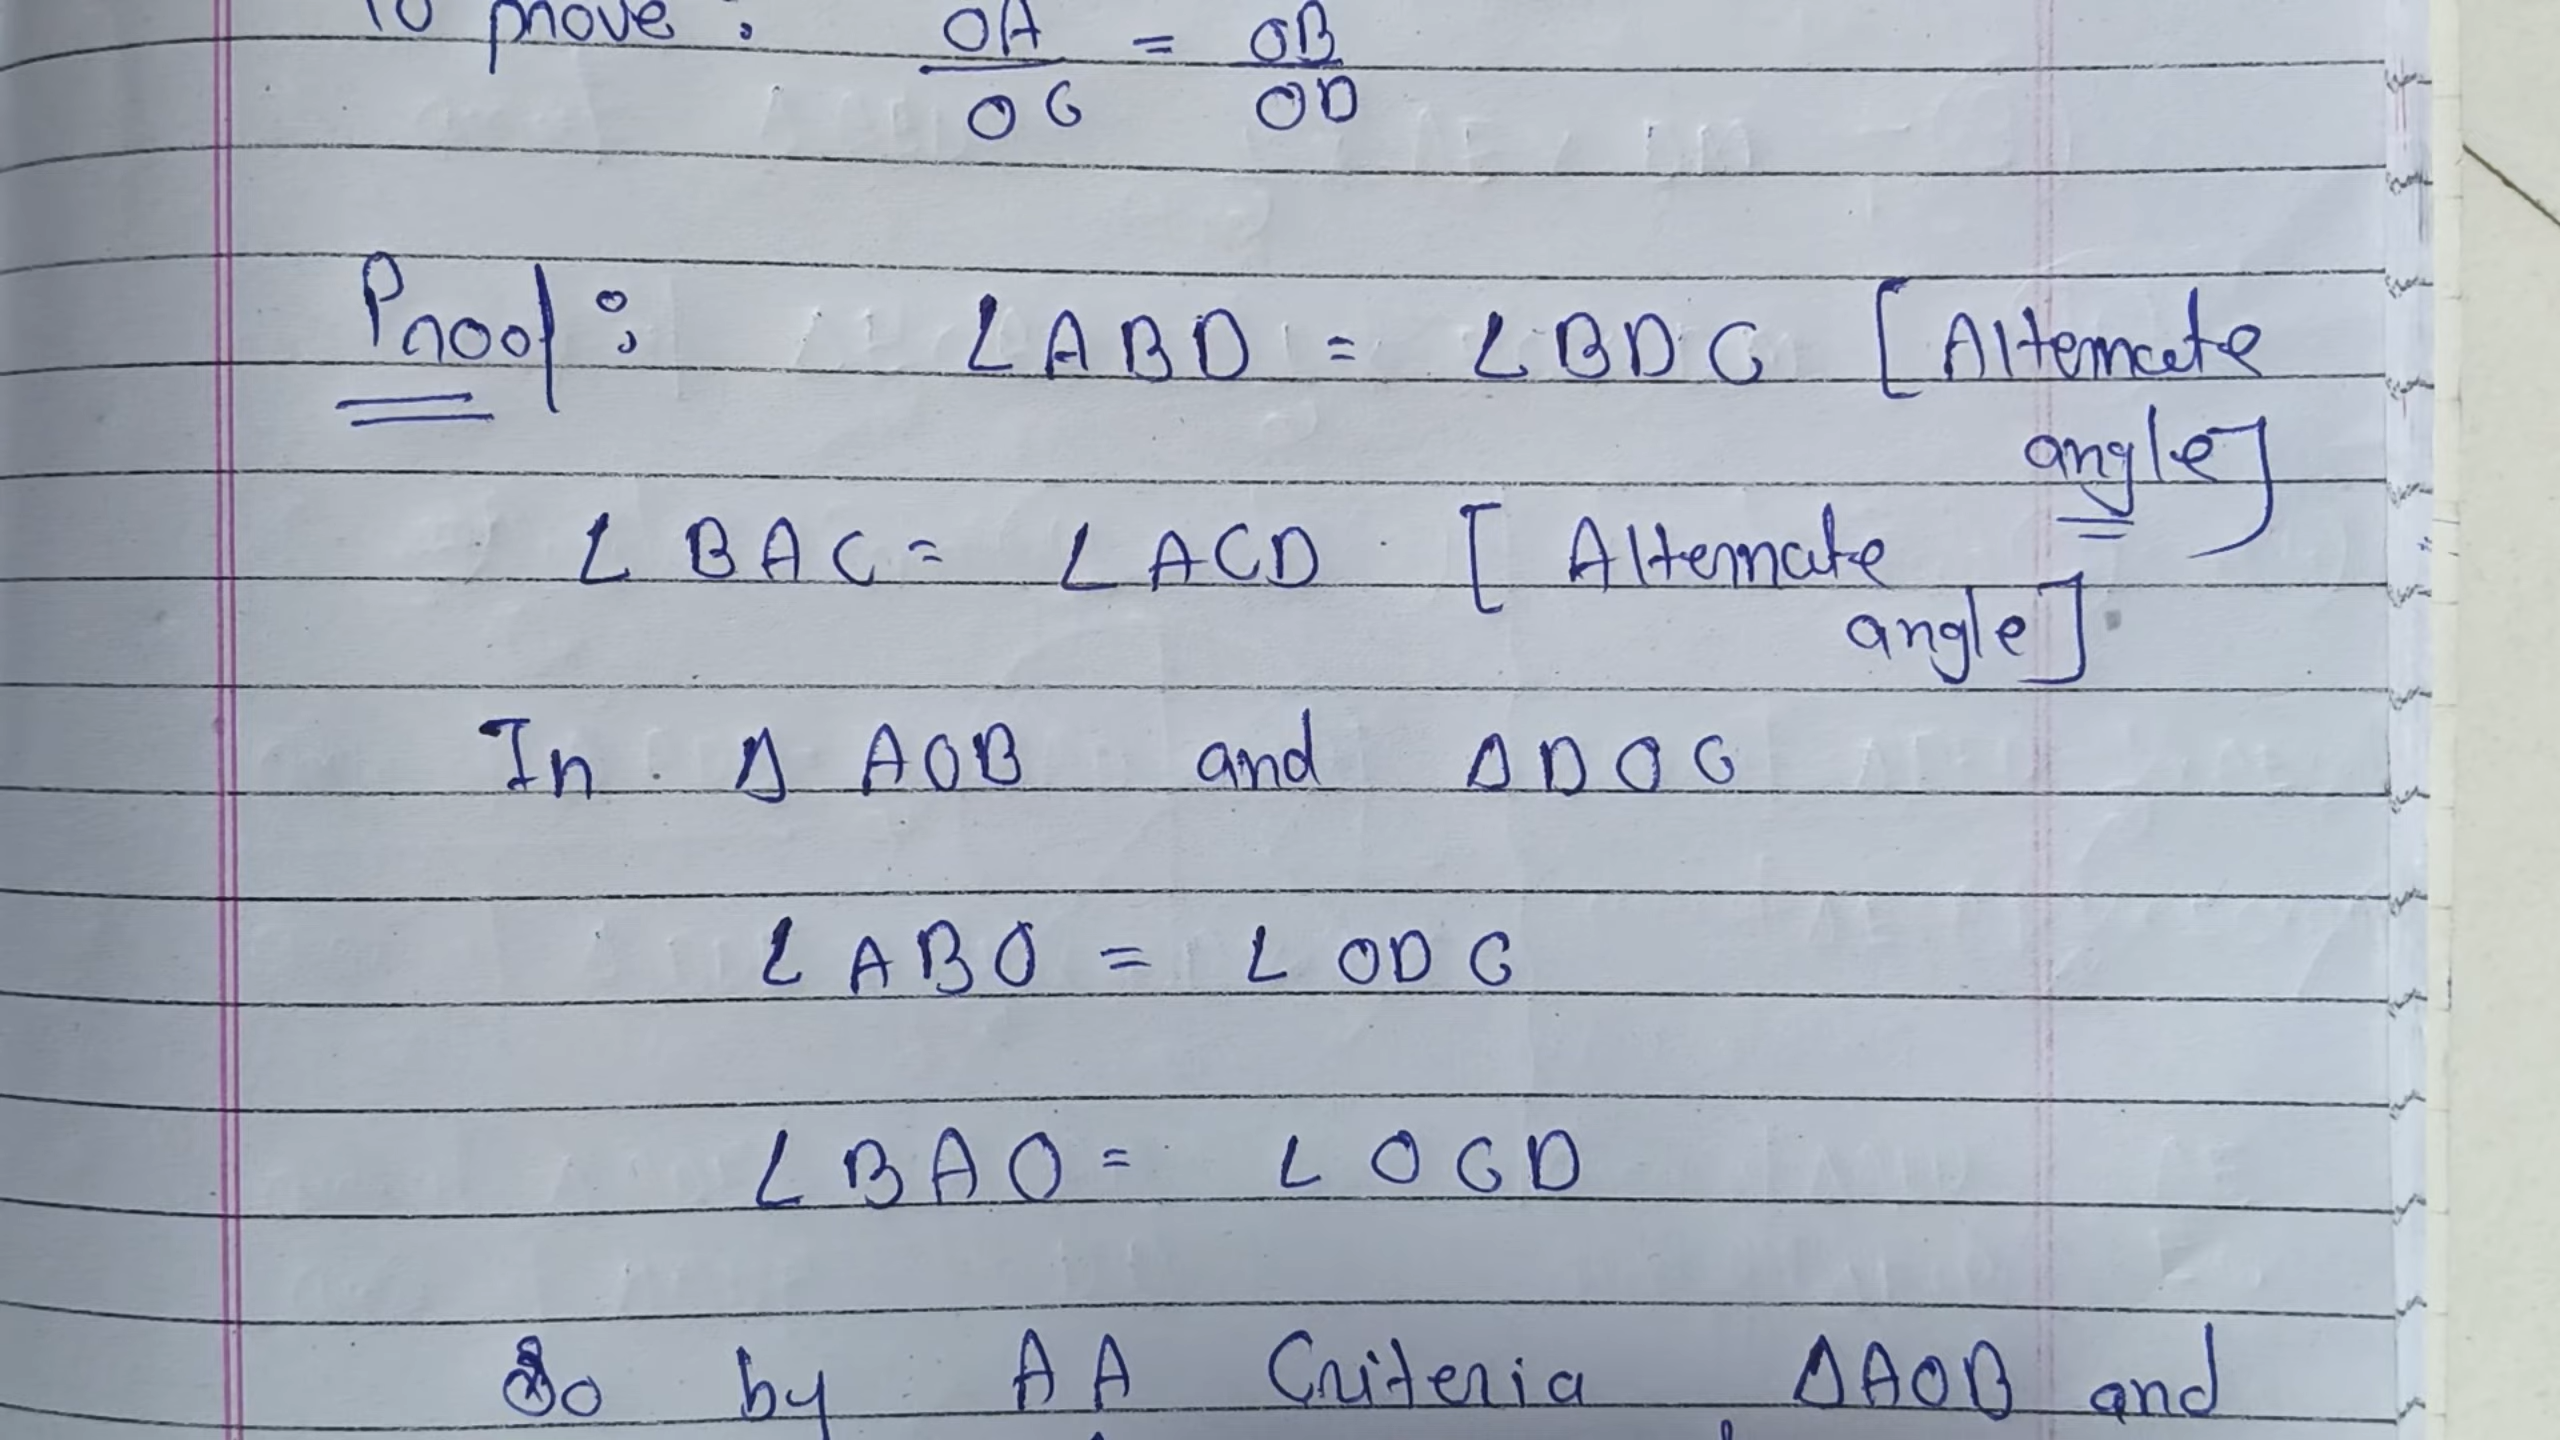 To prove : OA/OC = OB/OD
Proof : ∠ABD = ∠BDC [Alternate
angle]
∠BAC = ∠ACD [Alternate
angle]
In Δ AOB and ΔDOC
∠ABO = ∠ODC
∠BAO = ∠OCD
So by AA Criteria ΔAOB and